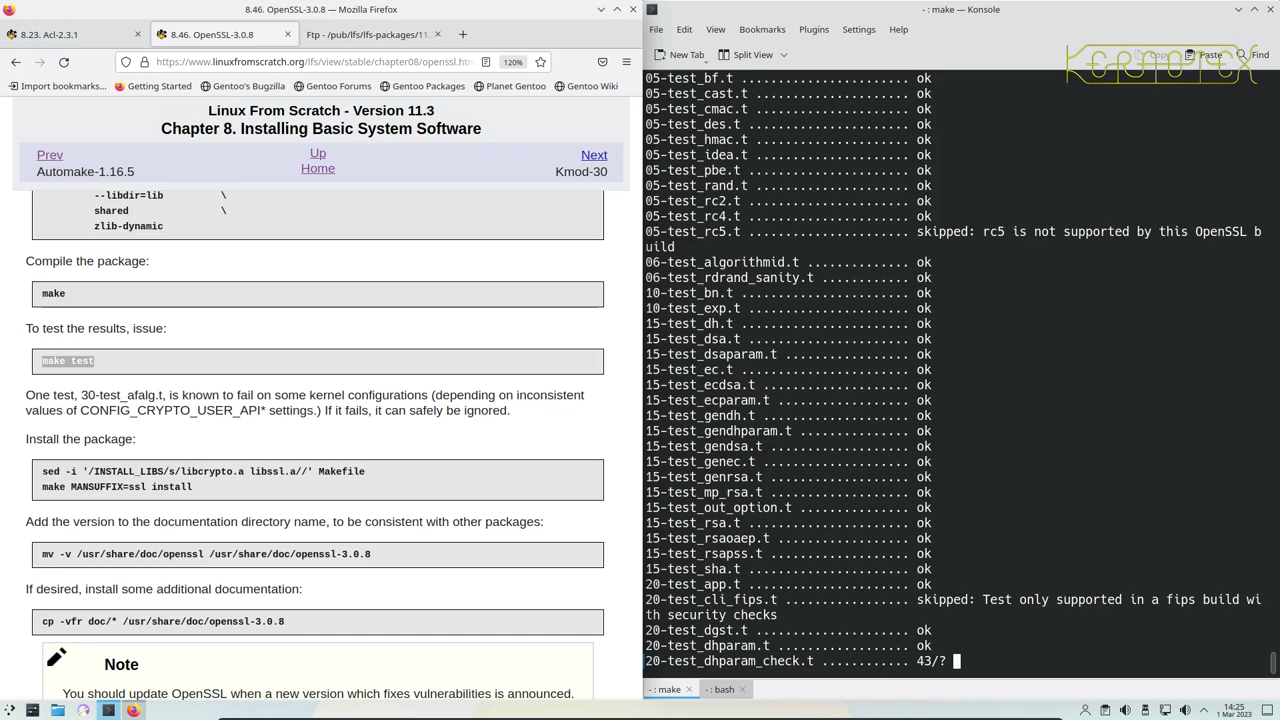 8.46. OpenSSL-3.0.8 — Mozilla Firefox
8.23. Acl-2.3.1
8.46. OpenSSL-3.0.8
Ftp - pub/lfs/lfs-packages/11.
https://www.linuxfromscratch.org/lfs/view/stable/chapter08/openssl.h
120%
Import bookmarks...
Getting Started
Gentoo's Bugzilla
Gentoo Forums
Gentoo Packages
Planet Gentoo
Gentoo Wiki
Linux From Scratch - Version 11.3
Chapter 8. Installing Basic System Software
Prev
Up
Next
Automake-1.16.5
Home
Kmod-30
--libdir=lib \
shared \
zlib-dynamic
Compile the package:
make
To test the results, issue:
make test
One test, 30-test_afalg.t, is known to fail on some kernel configurations (depending on inconsistent
values of CONFIG_CRYPTO_USER_API* settings.) If it fails, it can safely be ignored.
Install the package:
sed -i '/INSTALL_LIBS/s/libcrypto.a libssl.a//' Makefile
make MANSUFFIX=ssl install
Add the version to the documentation directory name, to be consistent with other packages:
mv -v /usr/share/doc/openssl /usr/share/doc/openssl-3.0.8
If desired, install some additional documentation:
cp -vfr doc/* /usr/share/doc/openssl-3.0.8
Note
You should update OpenSSL when a new version which fixes vulnerabilities is announced.
- : make — Konsole
File Edit View Bookmarks Plugins Settings Help
New Tab
Split View
Copy
Paste
Find
KERNOTEX
05-test_bf.t ....................... ok
05-test_cast.t ..................... ok
05-test_cmac.t ..................... ok
05-test_des.t ...................... ok
05-test_hmac.t ..................... ok
05-test_idea.t ..................... ok
05-test_pbe.t ...................... ok
05-test_rand.t ..................... ok
05-test_rc2.t ...................... ok
05-test_rc4.t ...................... ok
05-test_rc5.t ...................... skipped: rc5 is not supported by this OpenSSL b
uild
06-test_algorithmid.t .............. ok
06-test_rdrand_sanity.t ............ ok
10-test_bn.t ....................... ok
10-test_exp.t ...................... ok
15-test_dh.t ....................... ok
15-test_dsa.t ...................... ok
15-test_dsaparam.t ................. ok
15-test_ec.t ....................... ok
15-test_ecdsa.t .................... ok
15-test_ecparam.t .................. ok
15-test_gendh.t .................... ok
15-test_gendhparam.t ............... ok
15-test_gendsa.t ................... ok
15-test_genec.t .................... ok
15-test_genrsa.t ................... ok
15-test_mp_rsa.t ................... ok
15-test_out_option.t ............... ok
15-test_rsa.t ...................... ok
15-test_rsaoaep.t .................. ok
15-test_rsapss.t ................... ok
15-test_sha.t ...................... ok
20-test_app.t ...................... ok
20-test_cli_fips.t ................. skipped: Test only supported in a fips build wi
th security checks
20-test_dgst.t ..................... ok
20-test_dhparam.t .................. ok
20-test_dhparam_check.t ............ 43/?
- : make
- : bash
14:25
1 Mar 2023